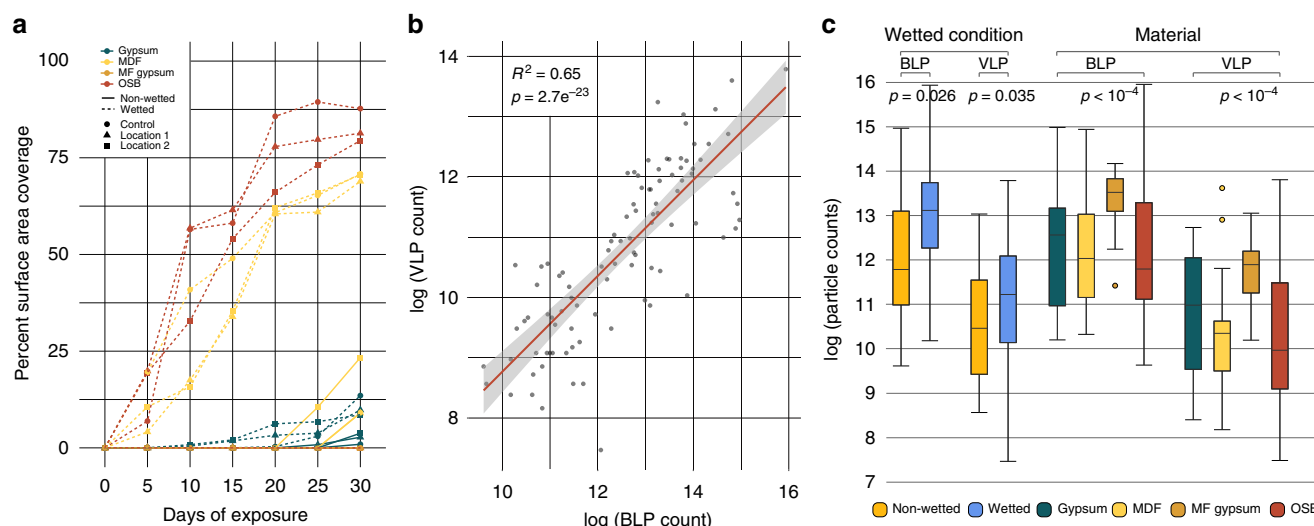 a
Gypsum
MDF
MF gypsum
OSB
Non-wetted
Wetted
Control
Location 1
Location 2
100
75
50
25
0
Percent surface area coverage
0 5 10 15 20 25 30
Days of exposure
b
R² = 0.65
p = 2.7e⁻²³
14
12
10
8
log (VLP count)
10 12 14 16
log (BLP count)
c
Wetted condition Material
BLP VLP BLP VLP
p = 0.026 p = 0.035 p < 10⁻⁴ p < 10⁻⁴
16
15
14
13
12
11
10
9
8
7
log (particle counts)
Non-wetted Wetted Gypsum MDF MF gypsum OSB